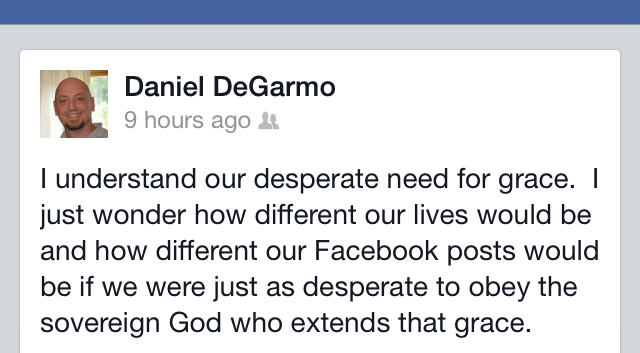 Daniel DeGarmo
9 hours ago
I understand our desperate need for grace.  I
just wonder how different our lives would be
and how different our Facebook posts would
be if we were just as desperate to obey the
sovereign God who extends that grace.